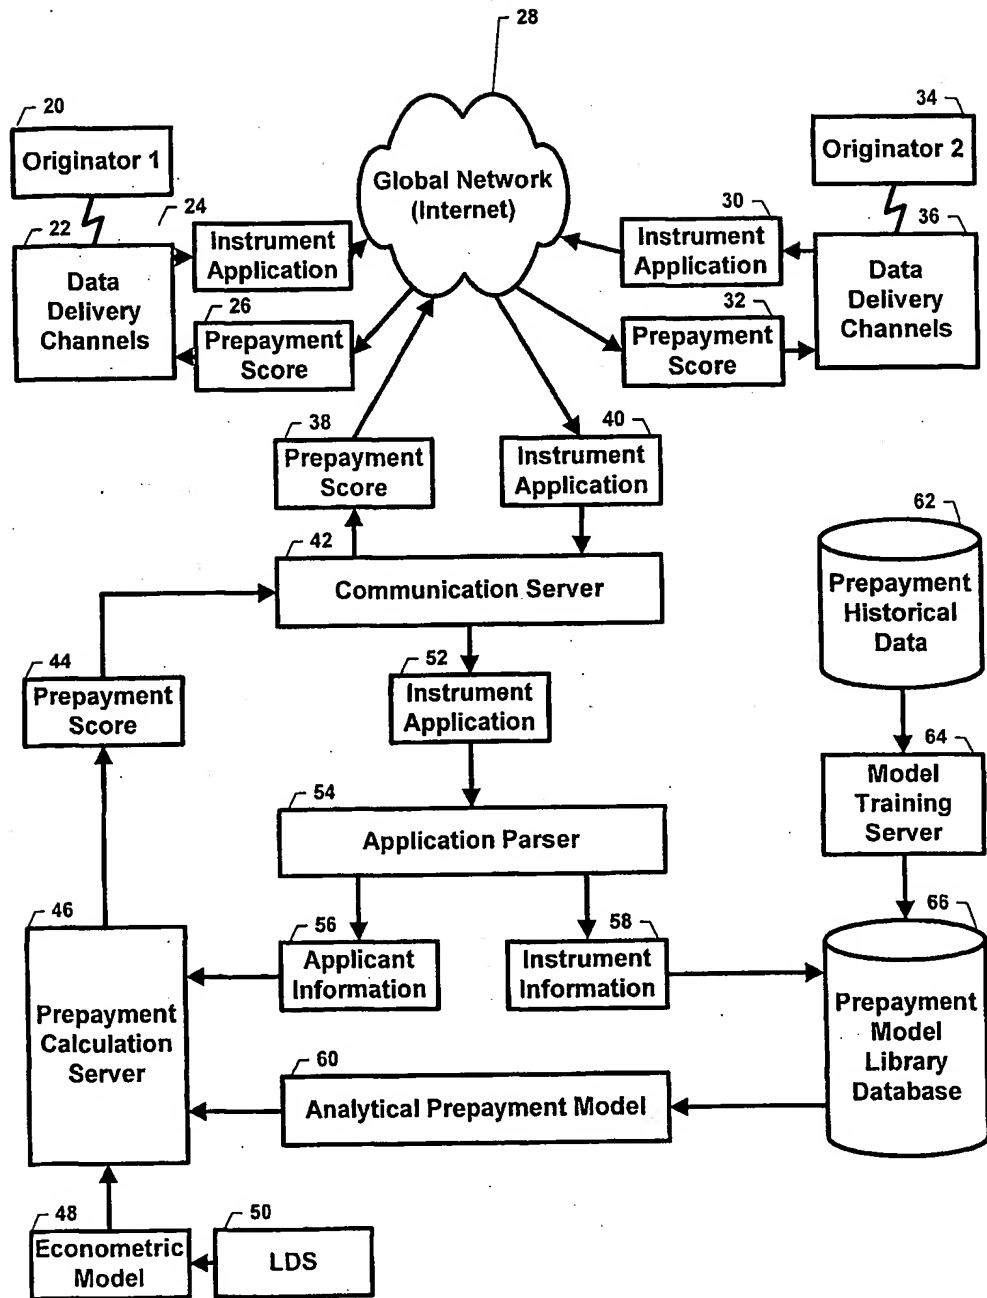 28
20
Originator 1
34
Originator 2
Global Network
(Internet)
24
22
Data
Delivery
Channels
Instrument
Application
30
Instrument
Application
36
Data
Delivery
Channels
26
Prepayment
Score
32
Prepayment
Score
38
Prepayment
Score
40
Instrument
Application
42
Communication Server
62
Prepayment
Historical
Data
44
Prepayment
Score
52
Instrument
Application
64
Model
Training
Server
54
Application Parser
46
Prepayment
Calculation
Server
56
Applicant
Information
58
Instrument
Information
66
Prepayment
Model
Library
Database
60
Analytical Prepayment Model
48
Econometric
Model
50
LDS